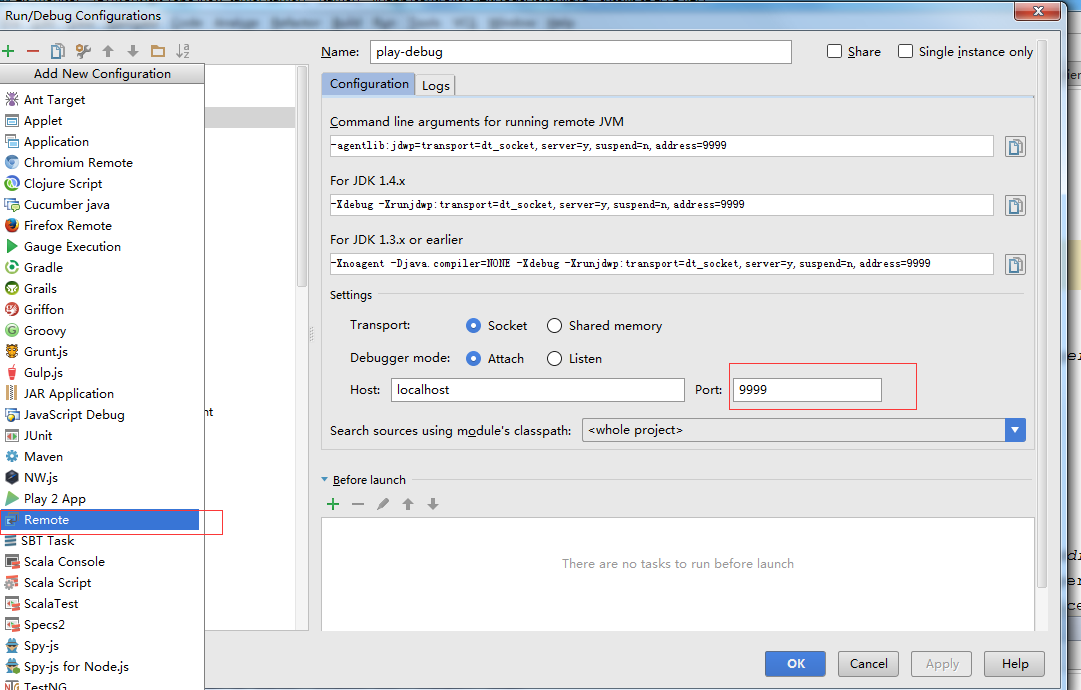 Run/Debug Configurations
Add New Configuration
Ant Target
Applet
Application
Chromium Remote
Clojure Script
Cucumber java
Firefox Remote
Gauge Execution
Gradle
Grails
Griffon
Groovy
Grunt.js
Gulp.js
JAR Application
JavaScript Debug
JUnit
Maven
NW.js
Play 2 App
Remote
SBT Task
Scala Console
Scala Script
ScalaTest
Specs2
Spy-js
Spy-js for Node.js
TestNG
Name: play-debug
Share
Single instance only
Configuration
Logs
Command line arguments for running remote JVM
-agentlib:jdwp=transport=dt_socket,server=y,suspend=n,address=9999
For JDK 1.4.x
-Xdebug -Xrunjdwp:transport=dt_socket,server=y,suspend=n,address=9999
For JDK 1.3.x or earlier
-Xnoagent -Djava.compiler=NONE -Xdebug -Xrunjdwp:transport=dt_socket,server=y,suspend=n,address=9999
Settings
Transport: Socket Shared memory
Debugger mode: Attach Listen
Host: localhost Port: 9999
Search sources using module's classpath: <whole project>
Before launch
There are no tasks to run before launch
OK Cancel Apply Help